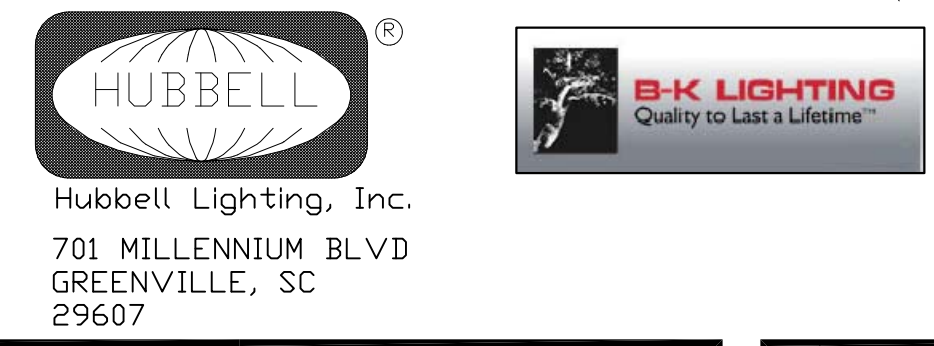 HUBBELL ®
Hubbell Lighting, Inc.
701 MILLENNIUM BLVD
GREENVILLE, SC
29607
B-K LIGHTING
Quality to Last a Lifetime™